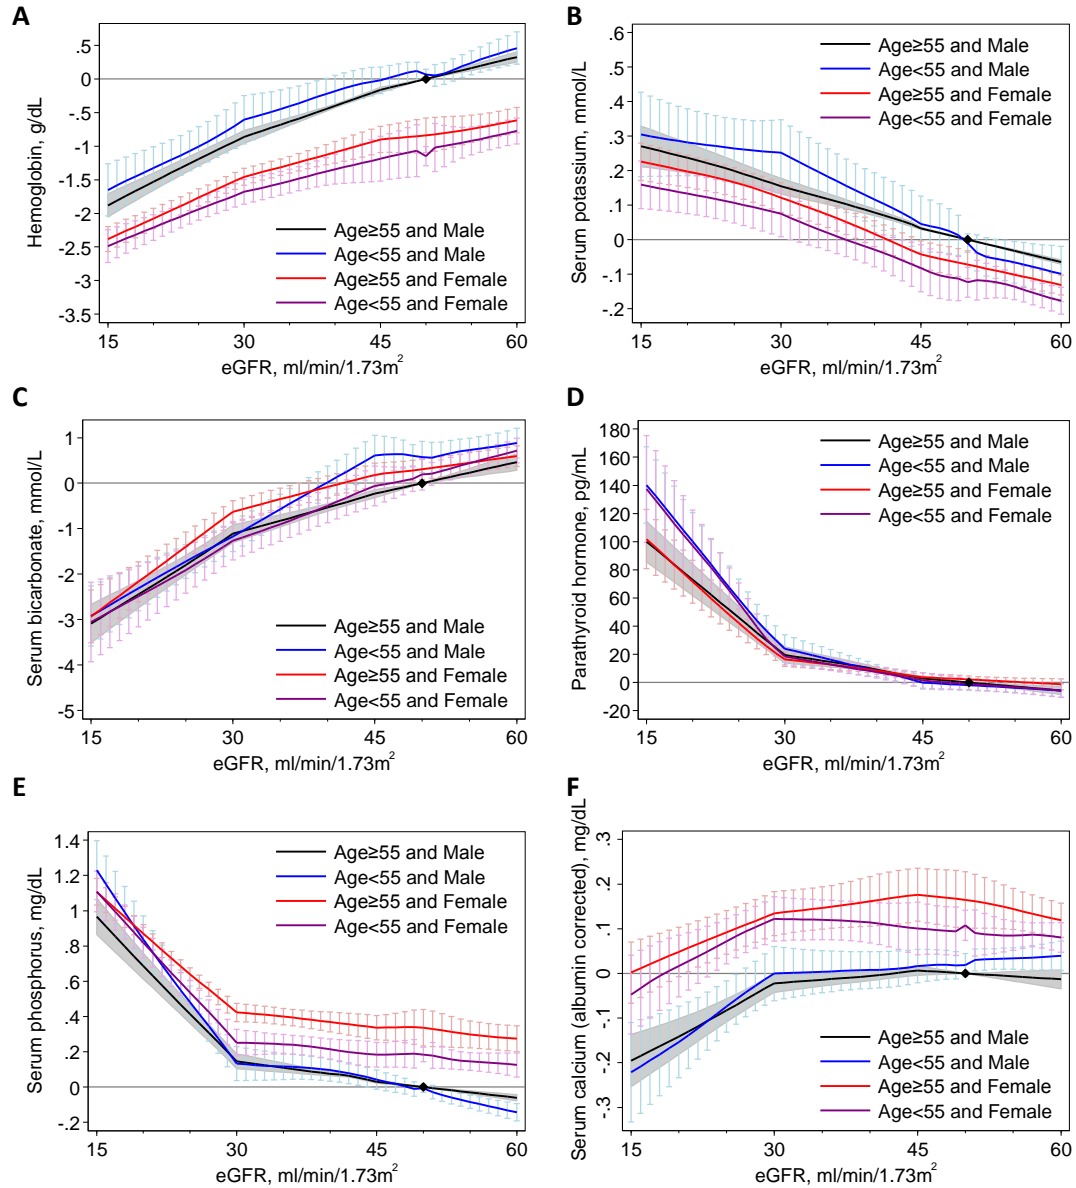 A
Hemoglobin, g/dL
.5
0
-.5
-1
-1.5
-2
-2.5
-3
-3.5
Age≥55 and Male
Age<55 and Male
Age≥55 and Female
Age<55 and Female
15 30 45 60
eGFR, ml/min/1.73m²
B
Serum potassium, mmol/L
.6
.5
.4
.3
.2
.1
0
-.1
-.2
Age≥55 and Male
Age<55 and Male
Age≥55 and Female
Age<55 and Female
15 30 45 60
eGFR, ml/min/1.73m²
C
Serum bicarbonate, mmol/L
1
0
-1
-2
-3
-4
-5
Age≥55 and Male
Age<55 and Male
Age≥55 and Female
Age<55 and Female
15 30 45 60
eGFR, ml/min/1.73m²
D
Parathyroid hormone, pg/mL
180
160
140
120
100
80
60
40
20
0
-20
Age≥55 and Male
Age<55 and Male
Age≥55 and Female
Age<55 and Female
15 30 45 60
eGFR, ml/min/1.73m²
E
Serum phosphorus, mg/dL
1.4
1.2
1
.8
.6
.4
.2
0
-.2
Age≥55 and Male
Age<55 and Male
Age≥55 and Female
Age<55 and Female
15 30 45 60
eGFR, ml/min/1.73m²
F
Serum calcium (albumin corrected), mg/dL
.3
.2
.1
0
-.1
-.2
-.3
Age≥55 and Male
Age<55 and Male
Age≥55 and Female
Age<55 and Female
15 30 45 60
eGFR, ml/min/1.73m²